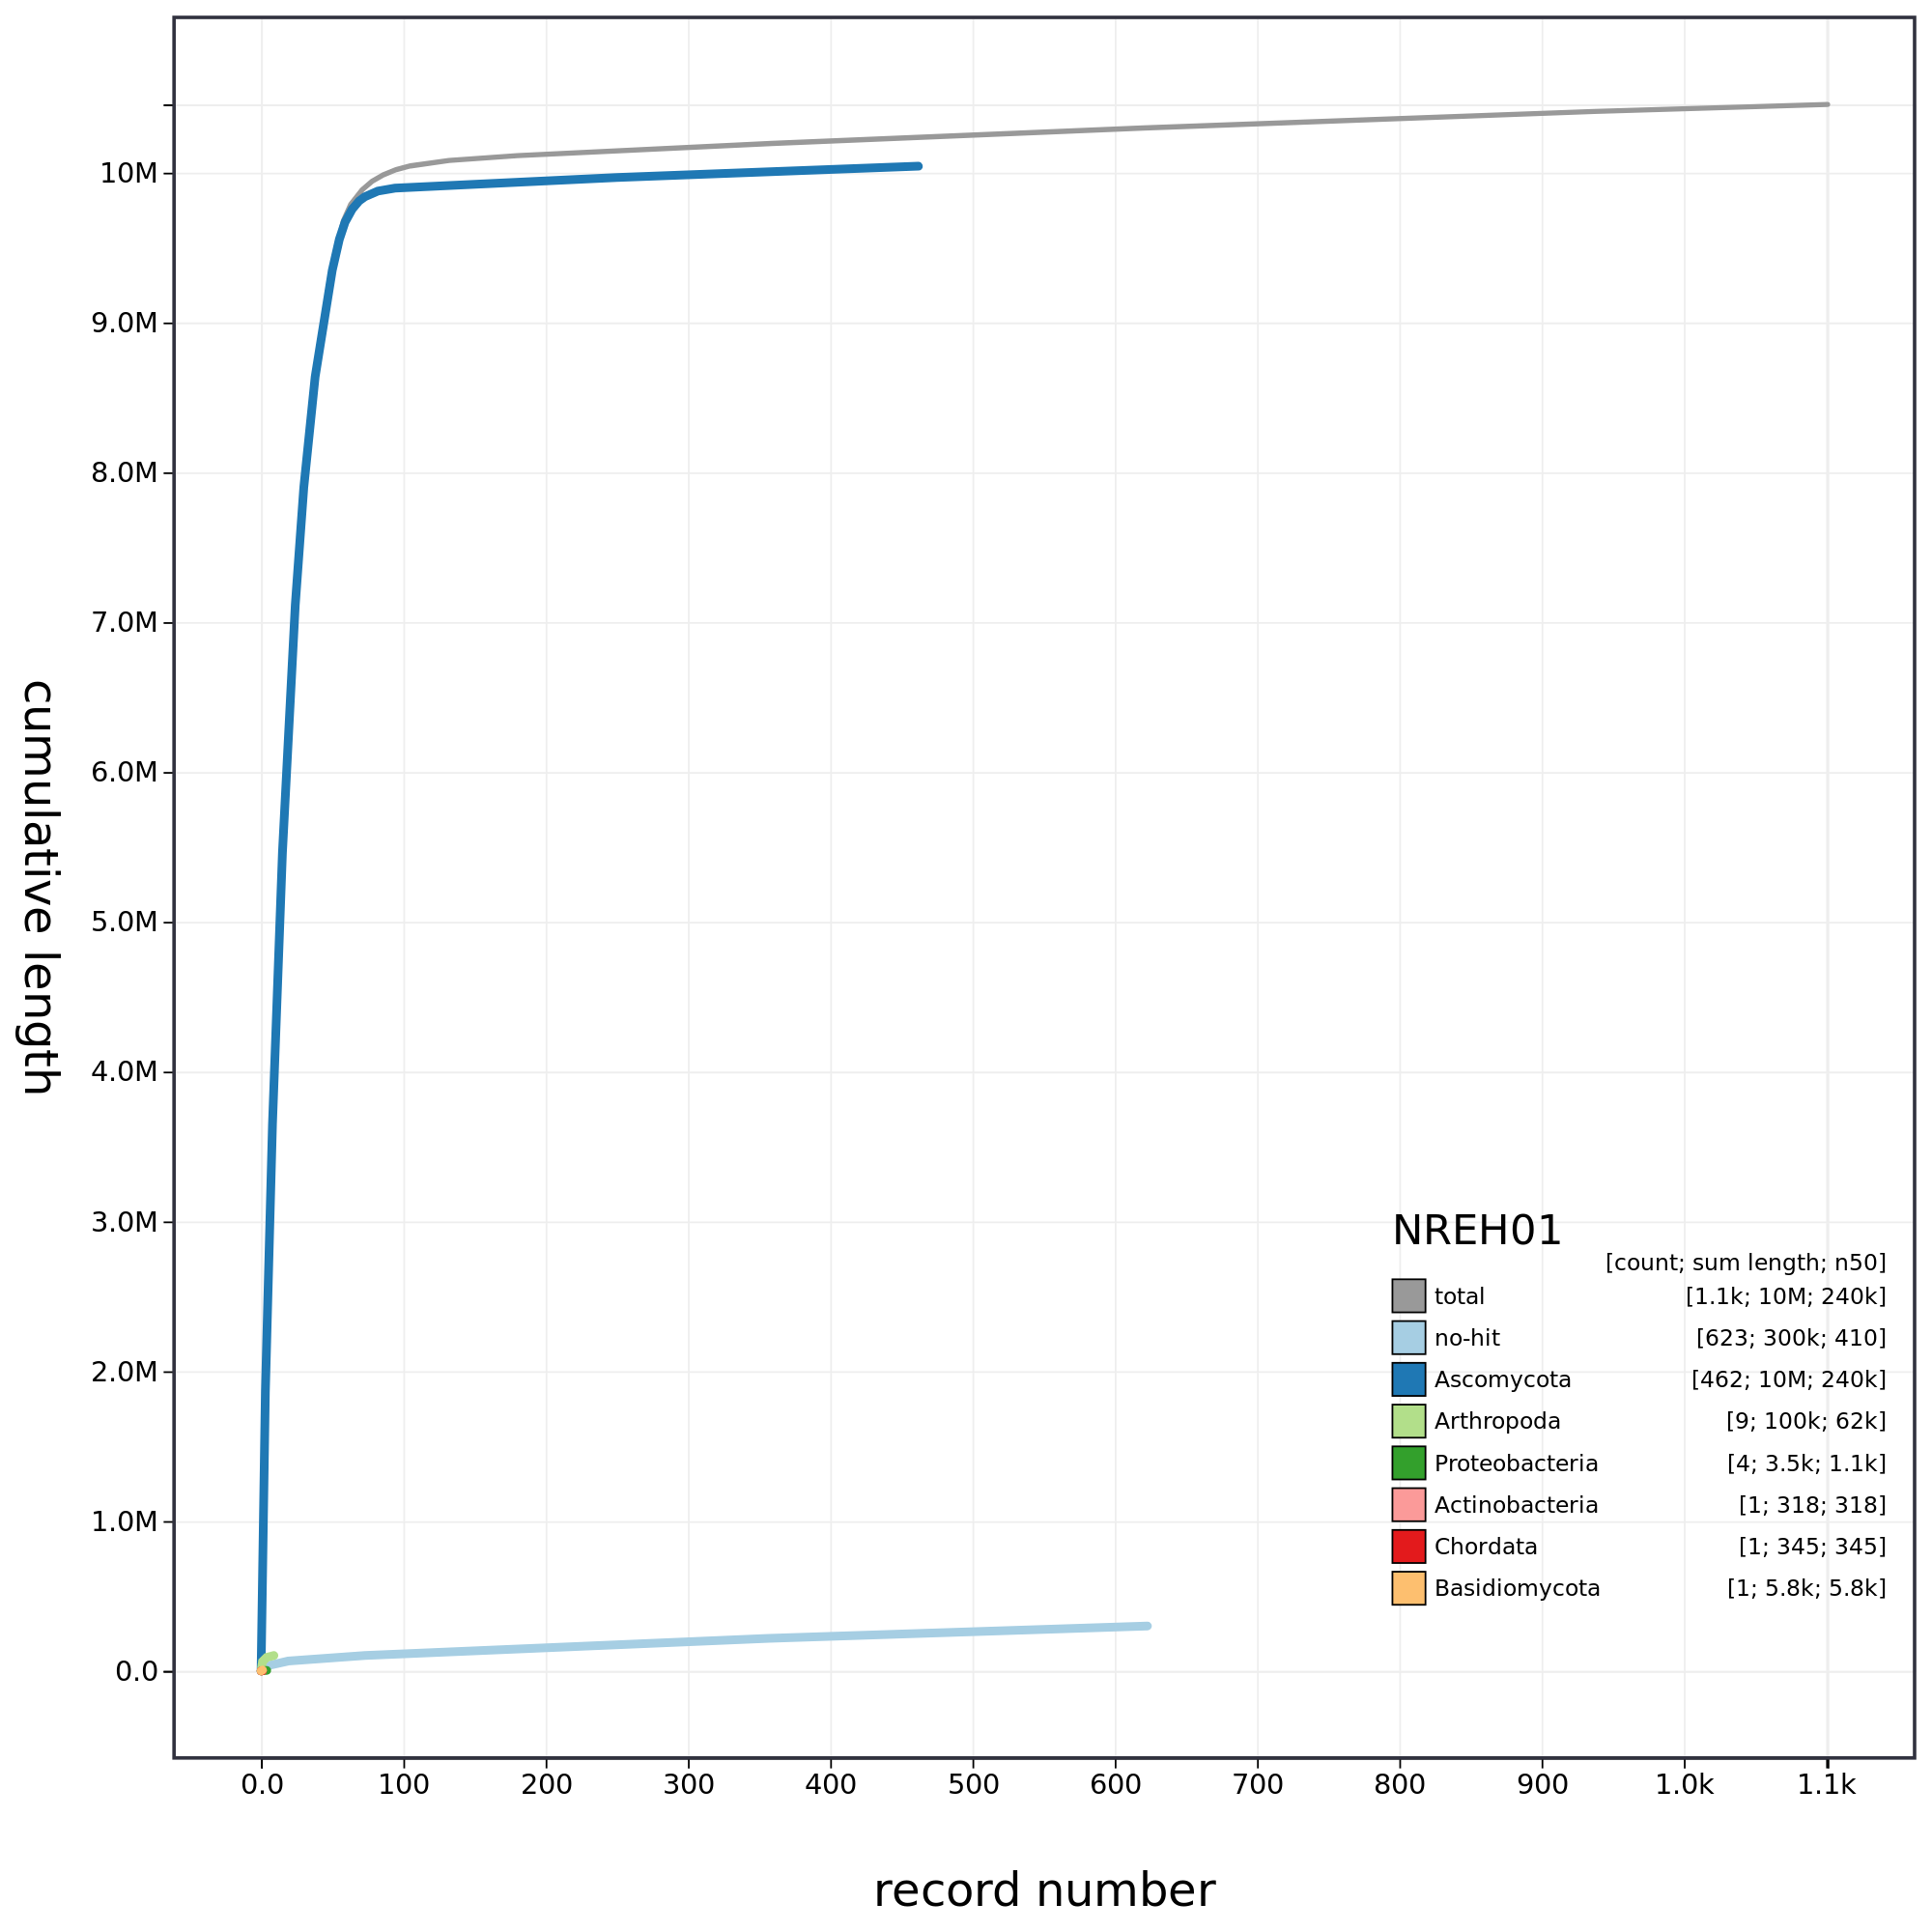 cumulative length
10M
9.0M
8.0M
7.0M
6.0M
5.0M
4.0M
3.0M
2.0M
1.0M
0.0
NREH01
[count; sum length; n50]
total [1.1k; 10M; 240k]
no-hit [623; 300k; 410]
Ascomycota [462; 10M; 240k]
Arthropoda [9; 100k; 62k]
Proteobacteria [4; 3.5k; 1.1k]
Actinobacteria [1; 318; 318]
Chordata [1; 345; 345]
Basidiomycota [1; 5.8k; 5.8k]
0.0 100 200 300 400 500 600 700 800 900 1.0k 1.1k
record number